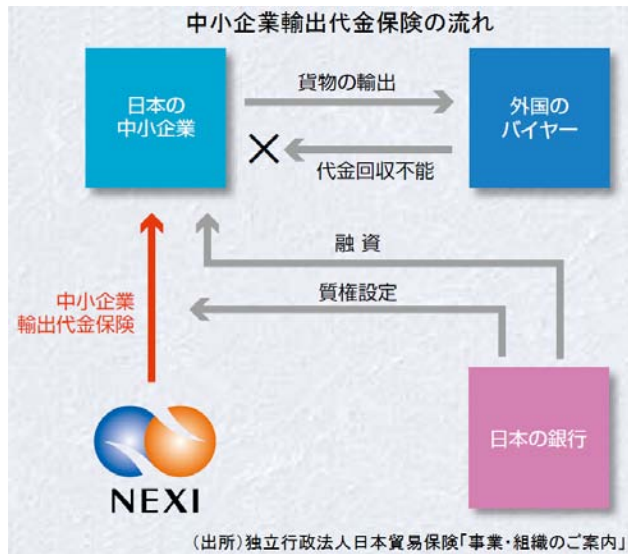 中小企業輸出代金保険の流れ
日本の
中小企業
貨物の輸出
外国の
バイヤー
代金回収不能
融 資
質権設定
中小企業
輸出代金保険
日本の銀行
NEXI
(出所)独立行政法人日本貿易保険「事業・組織のご案内」